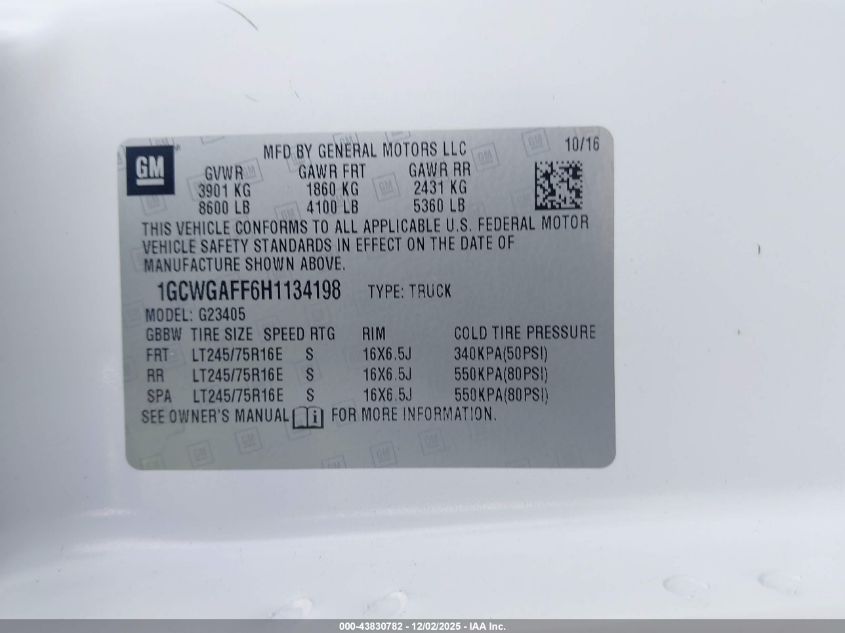 GM
MFD BY GENERAL MOTORS LLC 10/16
GVWR GAWR FRT GAWR RR
3901 KG 1860 KG 2431 KG
8600 LB 4100 LB 5360 LB
THIS VEHICLE CONFORMS TO ALL APPLICABLE U.S. FEDERAL MOTOR
VEHICLE SAFETY STANDARDS IN EFFECT ON THE DATE OF
MANUFACTURE SHOWN ABOVE.
1GCWGAFF6H1134198 TYPE: TRUCK
MODEL: G23405
GBBW TIRE SIZE SPEED RTG RIM COLD TIRE PRESSURE
FRT LT245/75R16E S 16X6.5J 340KPA(50PSI)
RR LT245/75R16E S 16X6.5J 550KPA(80PSI)
SPA LT245/75R16E S 16X6.5J 550KPA(80PSI)
SEE OWNER'S MANUAL i FOR MORE INFORMATION.
000-43830782 - 12/02/2025 - IAA Inc.